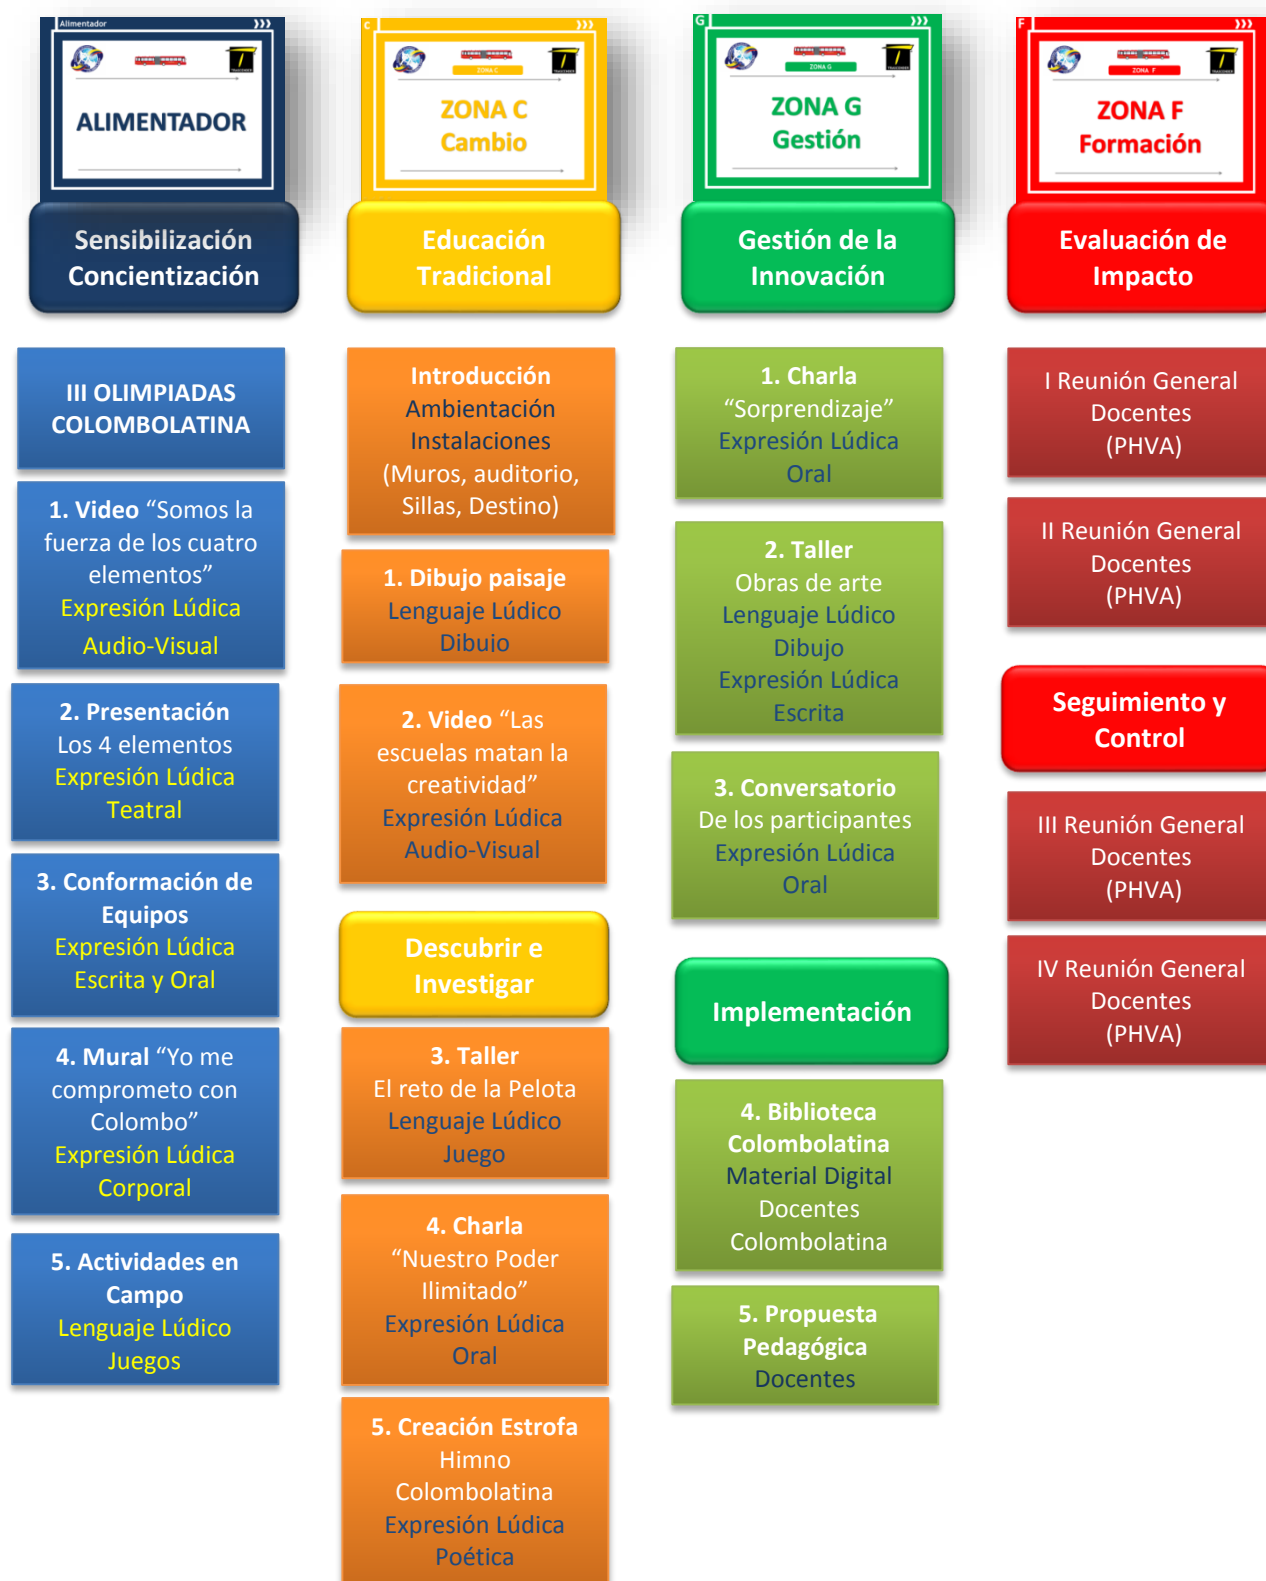 Alimentador
ALIMENTADOR
Sensibilización
Concientización
III OLIMPIADAS
COLOMBOLATINA
1. Video “Somos la
fuerza de los cuatro
elementos”
Expresión Lúdica
Audio-Visual
2. Presentación
Los 4 elementos
Expresión Lúdica
Teatral
3. Conformación de
Equipos
Expresión Lúdica
Escrita y Oral
4. Mural “Yo me
comprometo con
Colombo”
Expresión Lúdica
Corporal
5. Actividades en
Campo
Lenguaje Lúdico
Juegos
C
ZONA C
ZONA C
Cambio
Educación
Tradicional
Introducción
Ambientación
Instalaciones
(Muros, auditorio,
Sillas, Destino)
1. Dibujo paisaje
Lenguaje Lúdico
Dibujo
2. Video “Las
escuelas matan la
creatividad”
Expresión Lúdica
Audio-Visual
Descubrir e
Investigar
3. Taller
El reto de la Pelota
Lenguaje Lúdico
Juego
4. Charla
“Nuestro Poder
Ilimitado”
Expresión Lúdica
Oral
5. Creación Estrofa
Himno
Colombolatina
Expresión Lúdica
Poética
G
ZONA G
ZONA G
Gestión
Gestión de la
Innovación
1. Charla
“Sorprendizaje”
Expresión Lúdica
Oral
2. Taller
Obras de arte
Lenguaje Lúdico
Dibujo
Expresión Lúdica
Escrita
3. Conversatorio
De los participantes
Expresión Lúdica
Oral
Implementación
4. Biblioteca
Colombolatina
Material Digital
Docentes
Colombolatina
5. Propuesta
Pedagógica
Docentes
F
ZONA F
ZONA F
Formación
Evaluación de
Impacto
I Reunión General
Docentes
(PHVA)
II Reunión General
Docentes
(PHVA)
Seguimiento y
Control
III Reunión General
Docentes
(PHVA)
IV Reunión General
Docentes
(PHVA)